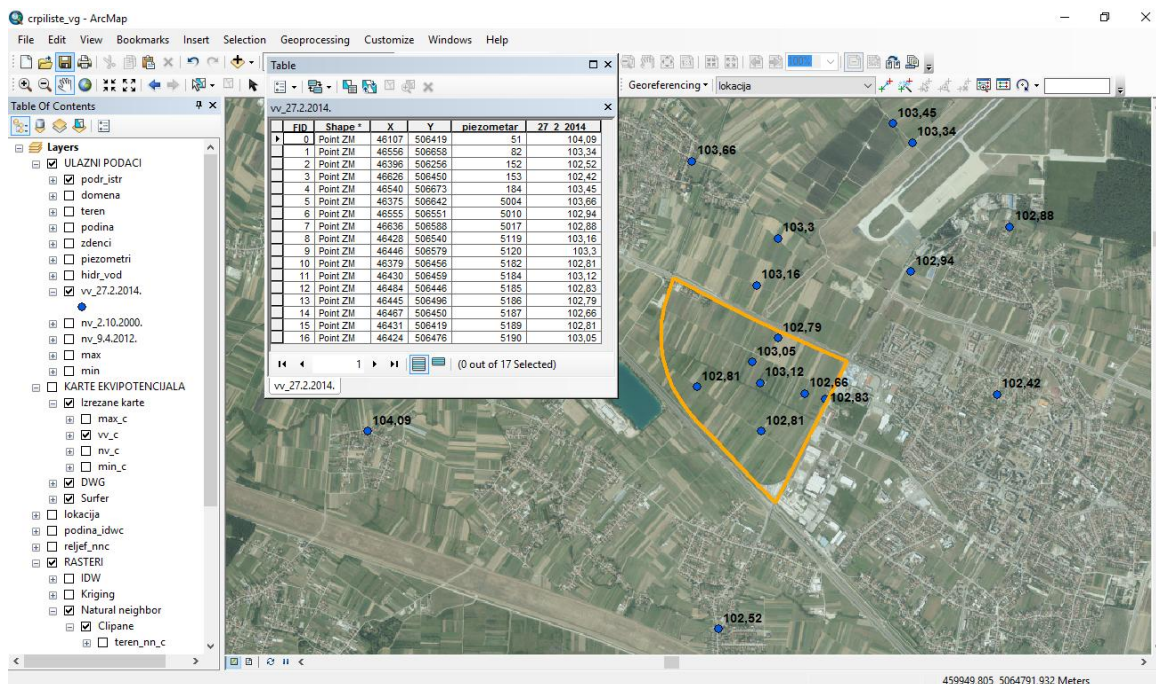 crpiliste_vg - ArcMap
File Edit View Bookmarks Insert Selection Geoprocessing Customize Windows Help
100%
Georeferencing lokacija
Table Of Contents
Layers
ULAZNI PODACI
podr_istr
domena
teren
podina
zdenci
piezometri
hidr_vod
vv_27.2.2014.
nv_2.10.2000.
nv_9.4.2012.
max
min
KARTE EKVIPOTENCIJALA
Izrezane karte
max_c
vv_c
nv_c
min_c
DWG
Surfer
lokacija
podina_idwc
reljef_nnc
RASTERI
IDW
Kriging
Natural neighbor
Clipane
teren_nn_c
Table
vv_27.2.2014.
FID Shape * X Y piezometar 27_2_2014
0 Point ZM 46107 506419 51 104,09
1 Point ZM 46556 506658 82 103,34
2 Point ZM 46396 506256 152 102,52
3 Point ZM 46626 506450 153 102,42
4 Point ZM 46540 506673 184 103,45
5 Point ZM 46375 506642 5004 103,66
6 Point ZM 46555 506551 5010 102,94
7 Point ZM 46636 506588 5017 102,88
8 Point ZM 46428 506540 5119 103,16
9 Point ZM 46446 506579 5120 103,3
10 Point ZM 46379 506456 5182 102,81
11 Point ZM 46430 506459 5184 103,12
12 Point ZM 46484 506446 5185 102,83
13 Point ZM 46445 506496 5186 102,79
14 Point ZM 46467 506450 5187 102,66
15 Point ZM 46431 506419 5189 102,81
16 Point ZM 46424 506476 5190 103,05
1 (0 out of 17 Selected)
vv_27.2.2014.
103,45
103,34
103,66
102,88
103,3
102,94
103,16
102,79
103,05
103,12
102,81
102,66
102,83
102,42
102,81
104,09
102,52
459949,805 5064791,932 Meters